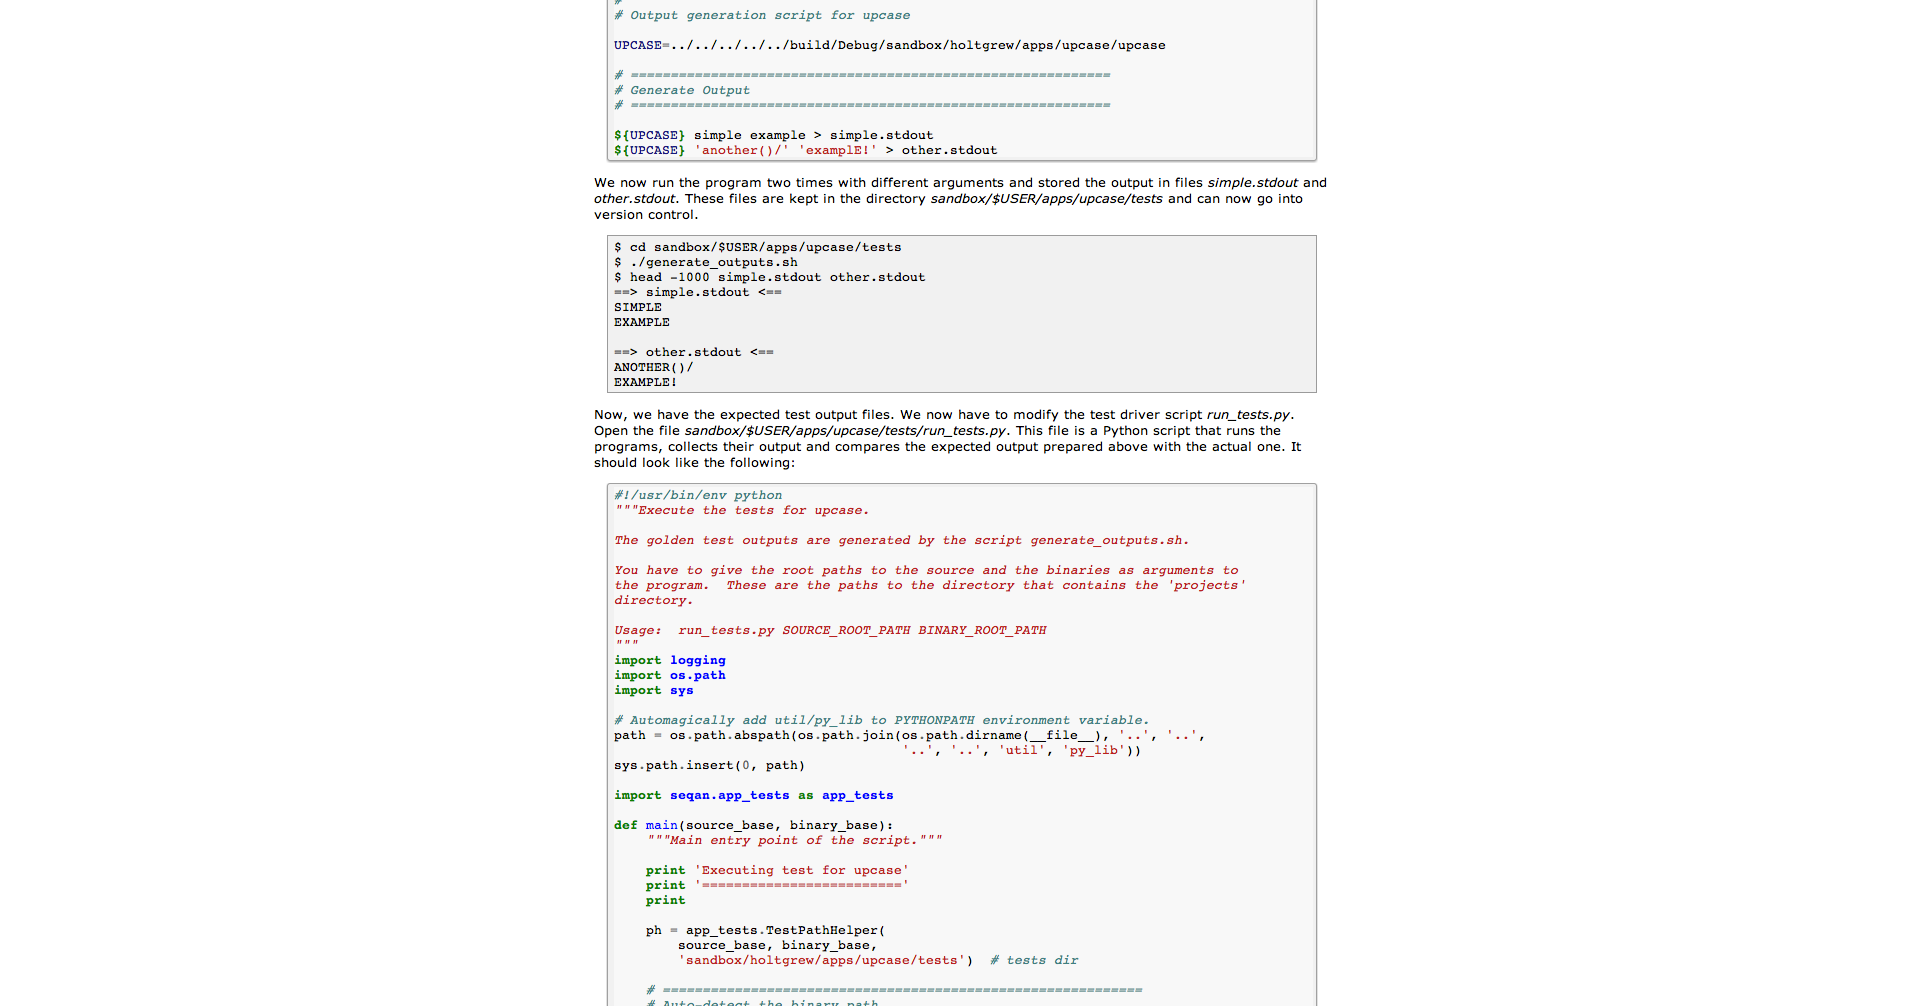 #
# Output generation script for upcase
UPCASE=../../../../../build/Debug/sandbox/holtgrew/apps/upcase/upcase
# ============================================================
# Generate Output
# ============================================================
${UPCASE} simple example > simple.stdout
${UPCASE} 'another()/' 'examplE!' > other.stdout
We now run the program two times with different arguments and stored the output in files simple.stdout and
other.stdout. These files are kept in the directory sandbox/$USER/apps/upcase/tests and can now go into
version control.
$ cd sandbox/$USER/apps/upcase/tests
$ ./generate_outputs.sh
$ head -1000 simple.stdout other.stdout
==> simple.stdout <==
SIMPLE
EXAMPLE
==> other.stdout <==
ANOTHER()/
EXAMPLE!
Now, we have the expected test output files. We now have to modify the test driver script run_tests.py.
Open the file sandbox/$USER/apps/upcase/tests/run_tests.py. This file is a Python script that runs the
programs, collects their output and compares the expected output prepared above with the actual one. It
should look like the following:
#!/usr/bin/env python
"""Execute the tests for upcase.
The golden test outputs are generated by the script generate_outputs.sh.
You have to give the root paths to the source and the binaries as arguments to
the program.  These are the paths to the directory that contains the 'projects'
directory.
Usage:  run_tests.py SOURCE_ROOT_PATH BINARY_ROOT_PATH
"""
import logging
import os.path
import sys
# Automagically add util/py_lib to PYTHONPATH environment variable.
path = os.path.abspath(os.path.join(os.path.dirname(__file__), '..', '..',
'..', '..', 'util', 'py_lib'))
sys.path.insert(0, path)
import seqan.app_tests as app_tests
def main(source_base, binary_base):
"""Main entry point of the script."""
print 'Executing test for upcase'
print '========================='
print
ph = app_tests.TestPathHelper(
source_base, binary_base,
'sandbox/holtgrew/apps/upcase/tests')  # tests dir
# ============================================================
# Auto-detect the binary path